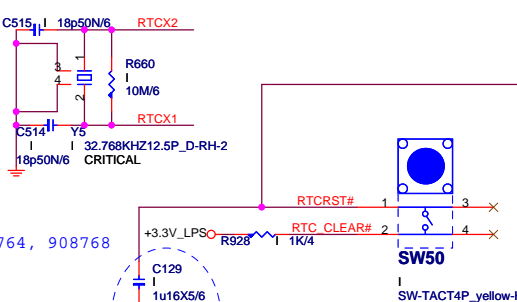 C515 18p50N/6 RTCX2
1
3
4
2
R660
10M/6
RTCX1
C514 Y5 32.768KHZ12.5P_D-RH-2
18p50N/6 CRITICAL
RTCRST# 1 3
+3.3V_LPS RTC_CLEAR# 2 4
R928 1K/4
764, 908768
SW50
C129
1u16X5/6
SW-TACT4P_yellow-